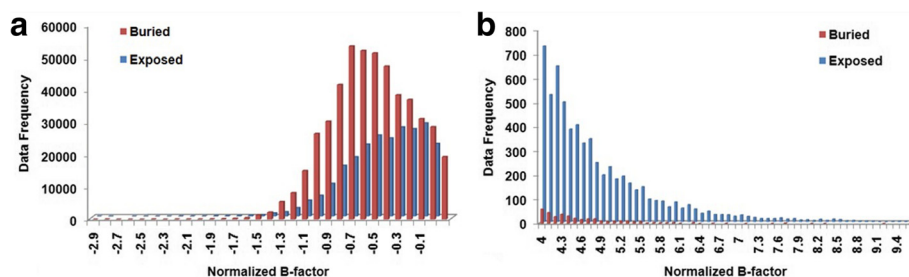 a
Buried
Exposed
Data Frequency
60000
50000
40000
30000
20000
10000
0
-2.9 -2.7 -2.5 -2.3 -2.1 -1.9 -1.7 -1.5 -1.3 -1.1 -0.9 -0.7 -0.5 -0.3 -0.1
Normalized B-factor
b
Buried
Exposed
Data Frequency
800
700
600
500
400
300
200
100
0
4 4.3 4.6 4.9 5.2 5.5 5.8 6.1 6.4 6.7 7 7.3 7.6 7.9 8.2 8.5 8.8 9.1 9.4
Normalized B-factor